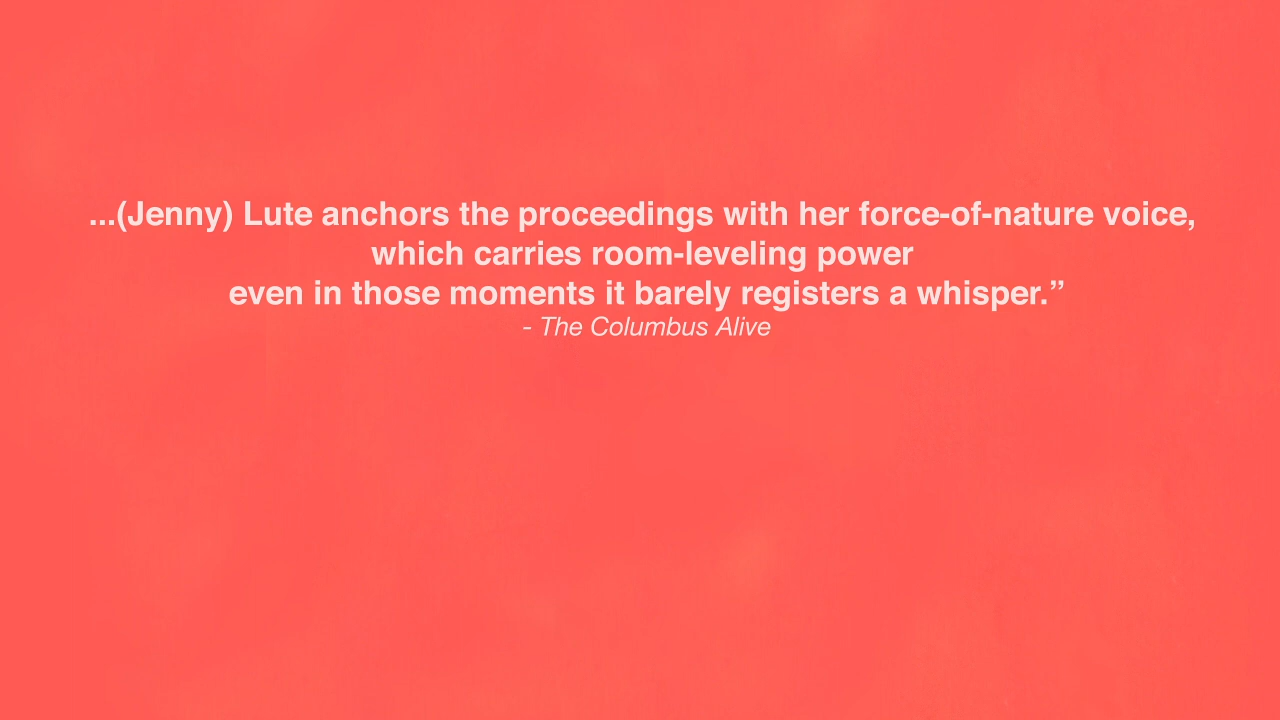 ...(Jenny) Lute anchors the proceedings with her force-of-nature voice,
which carries room-leveling power
even in those moments it barely registers a whisper.”
- The Columbus Alive